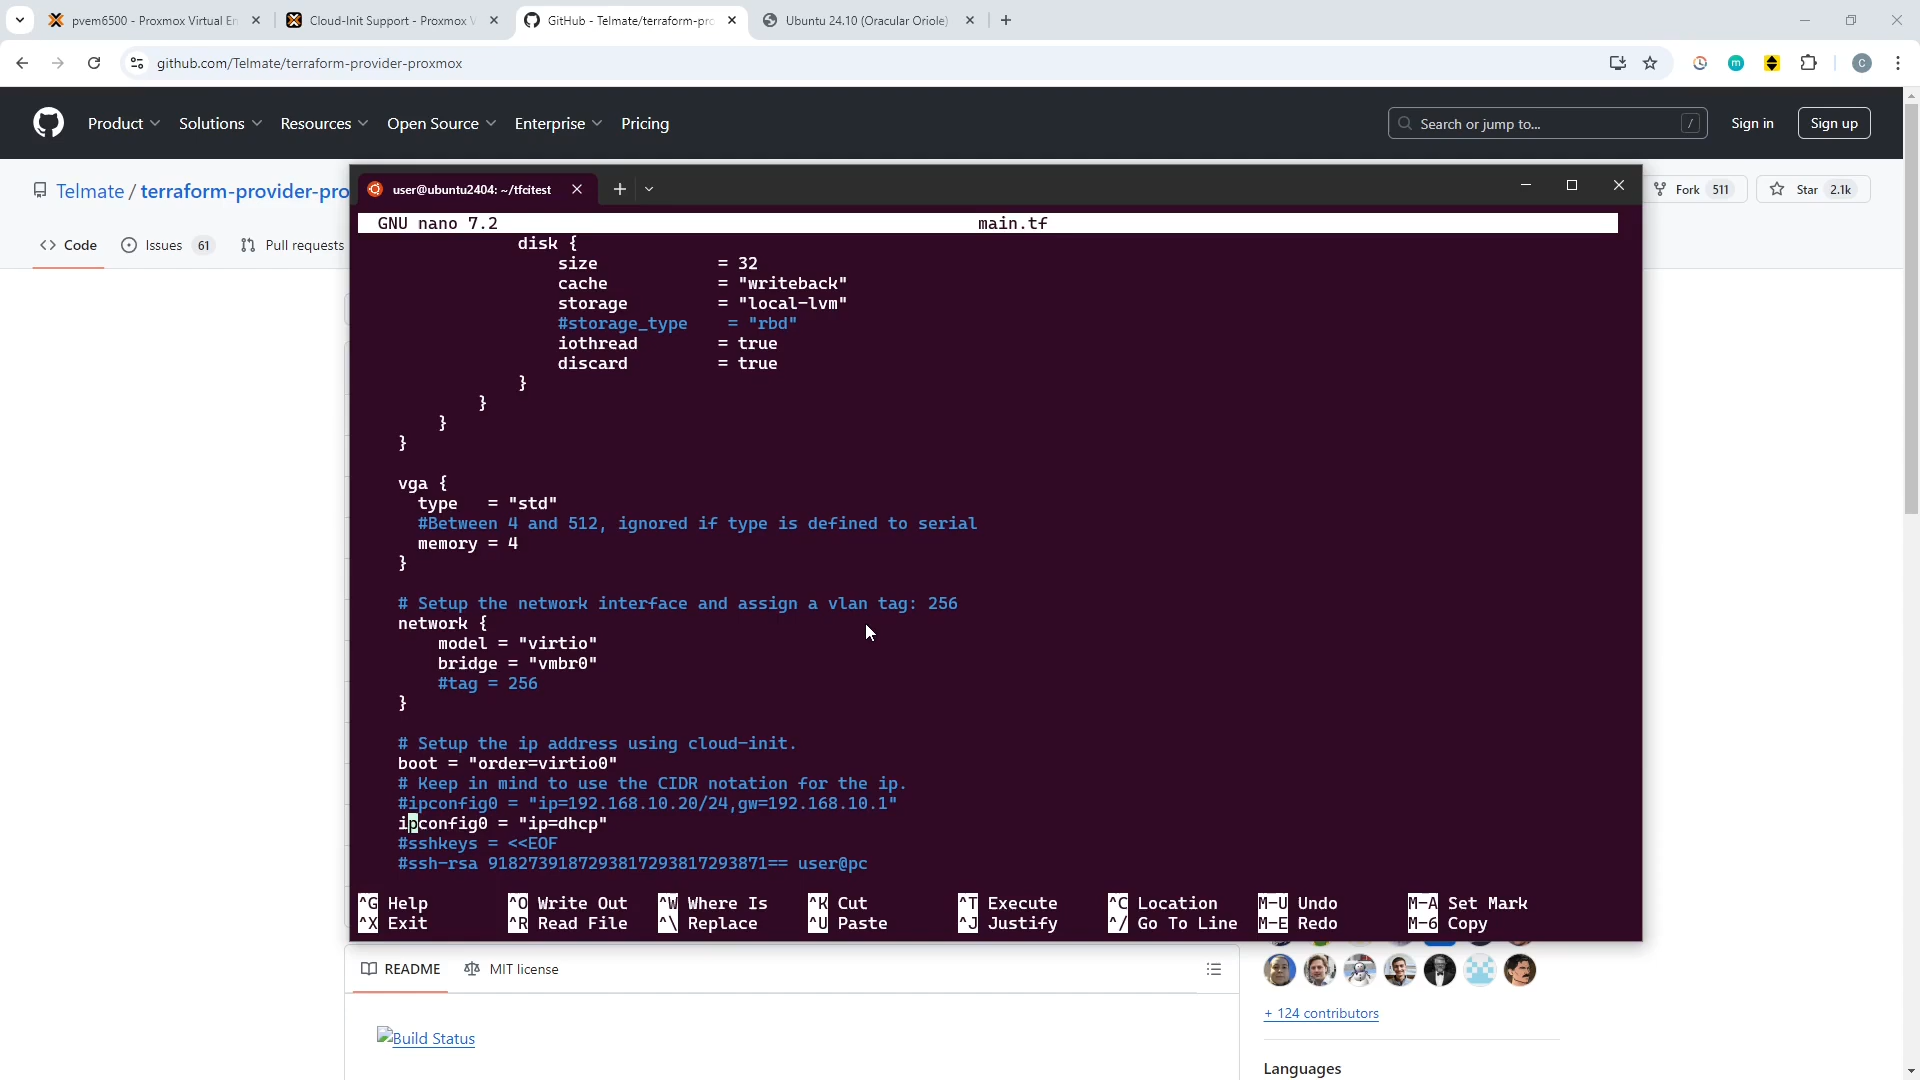 pvem6500 - Proxmox Virtual En
Cloud-Init Support - Proxmox V
GitHub - Telmate/terraform-pro
Ubuntu 24.10 (Oracular Oriole)
github.com/Telmate/terraform-provider-proxmox
m
C
Product
Solutions
Resources
Open Source
Enterprise
Pricing
Search or jump to...
/
Sign in
Sign up
Telmate / terraform-provider-pro
Fork 511
Star 2.1k
Code
Issues 61
Pull requests
user@ubuntu2404: ~/tfcitest
GNU nano 7.2 main.tf
disk {
size = 32
cache = "writeback"
storage = "local-lvm"
#storage_type = "rbd"
iothread = true
discard = true
}
}
}
}
vga {
type = "std"
#Between 4 and 512, ignored if type is defined to serial
memory = 4
}
# Setup the network interface and assign a vlan tag: 256
network {
model = "virtio"
bridge = "vmbr0"
#tag = 256
}
# Setup the ip address using cloud-init.
boot = "order=virtio0"
# Keep in mind to use the CIDR notation for the ip.
#ipconfig0 = "ip=192.168.10.20/24,gw=192.168.10.1"
ipconfig0 = "ip=dhcp"
#sshkeys = <<EOF
#ssh-rsa 9182739187293817293817293871== user@pc
^G Help ^O Write Out ^W Where Is ^K Cut ^T Execute ^C Location M-U Undo M-A Set Mark
^X Exit ^R Read File ^\ Replace ^U Paste ^J Justify ^/ Go To Line M-E Redo M-6 Copy
README
MIT license
Build Status
+ 124 contributors
Languages